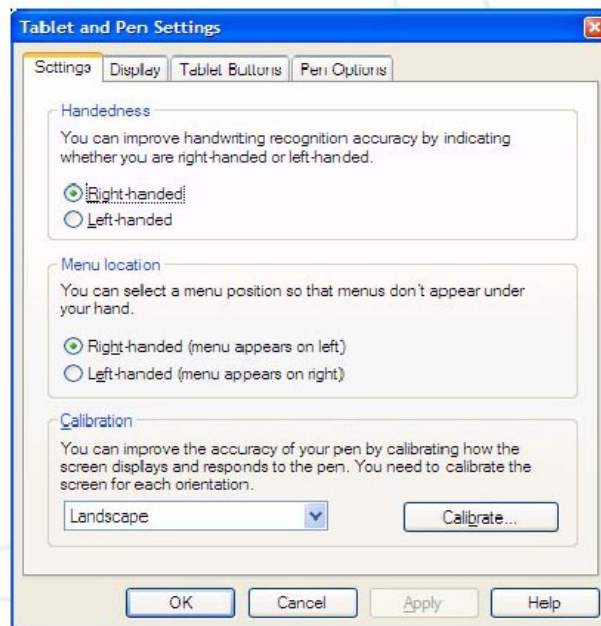 Tablet and Pen Settings
Settings Display Tablet Buttons Pen Options
Handedness
You can improve handwriting recognition accuracy by indicating
whether you are right-handed or left-handed.
Right-handed
Left-handed
Menu location
You can select a menu position so that menus don't appear under
your hand.
Right-handed (menu appears on left)
Left-handed (menu appears on right)
Calibration
You can improve the accuracy of your pen by calibrating how the
screen displays and responds to the pen. You need to calibrate the
screen for each orientation.
Landscape Calibrate...
OK Cancel Apply Help